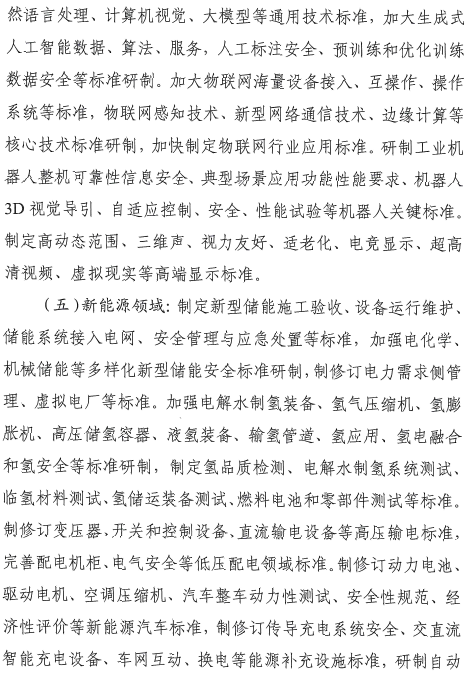 然语言处理、计算机视觉、大模型等通用技术标准，加大生成式
人工智能数据、算法、服务，人工标注安全、预训练和优化训练
数据安全等标准研制。加大物联网海量设备接入、互操作、操作
系统等标准，物联网感知技术、新型网络通信技术、边缘计算等
核心技术标准研制，加快制定物联网行业应用标准。研制工业机
器人整机可靠性信息安全、典型场景应用功能性能要求、机器人
3D 视觉导引、自适应控制、安全、性能试验等机器人关键标准。
制定高动态范围、三维声、视力友好、适老化、电竞显示、超高
清视频、虚拟现实等高端显示标准。
（五）新能源领域：制定新型储能施工验收、设备运行维护、
储能系统接入电网、安全管理与应急处置等标准，加强电化学、
机械储能等多样化新型储能安全标准研制，制修订电力需求侧管
理、虚拟电厂等标准。加强电解水制氢装备、氢气压缩机、氢膨
胀机、高压储氢容器、液氢装备、输氢管道、氢应用、氢电融合
和氢安全等标准研制，制定氢品质检测、电解水制氢系统测试、
临氢材料测试、氢储运装备测试、燃料电池和零部件测试等标准。
制修订变压器、开关和控制设备、直流输电设备等高压输电标准，
完善配电机柜、电气安全等低压配电领域标准。制修订动力电池、
驱动电机、空调压缩机、汽车整车动力性测试、安全性规范、经
济性评价等新能源汽车标准，制修订传导充电系统安全、交直流
智能充电设备、车网互动、换电等能源补充设施标准，研制自动